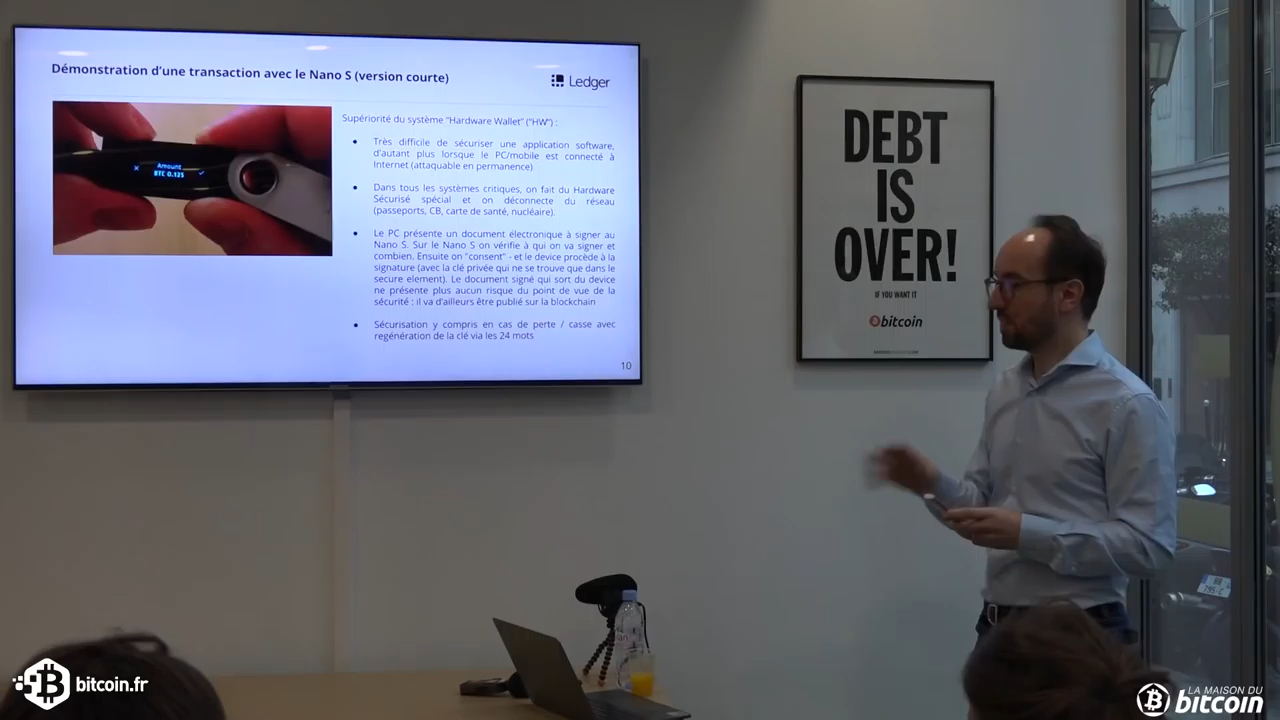 Démonstration d'une transaction avec le Nano S (version courte)
Ledger
Amount
BTC 0.125
Supériorité du système "Hardware Wallet" ("HW") :
Très difficile de sécuriser une application software,
d'autant plus lorsque le PC/mobile est connecté à
Internet (attaquable en permanence)
Dans tous les systèmes critiques, on fait du Hardware
Sécurisé spécial et on déconnecte du réseau
(passeports, CB, carte de santé, nucléaire).
Le PC présente un document électronique à signer au
Nano S. Sur le Nano S on vérifie à qui on va signer et
combien. Ensuite on "consent" - et le device procède à la
signature (avec la clé privée qui ne se trouve que dans le
secure element). Le document signé qui sort du device
ne présente plus aucun risque du point de vue de la
sécurité : il va d'ailleurs être publié sur la blockchain
Sécurisation y compris en cas de perte / casse avec
regénération de la clé via les 24 mots
10
DEBT
IS
OVER!
IF YOU WANT IT
bitcoin
bitcoin.fr
LA MAISON DU
bitcoin